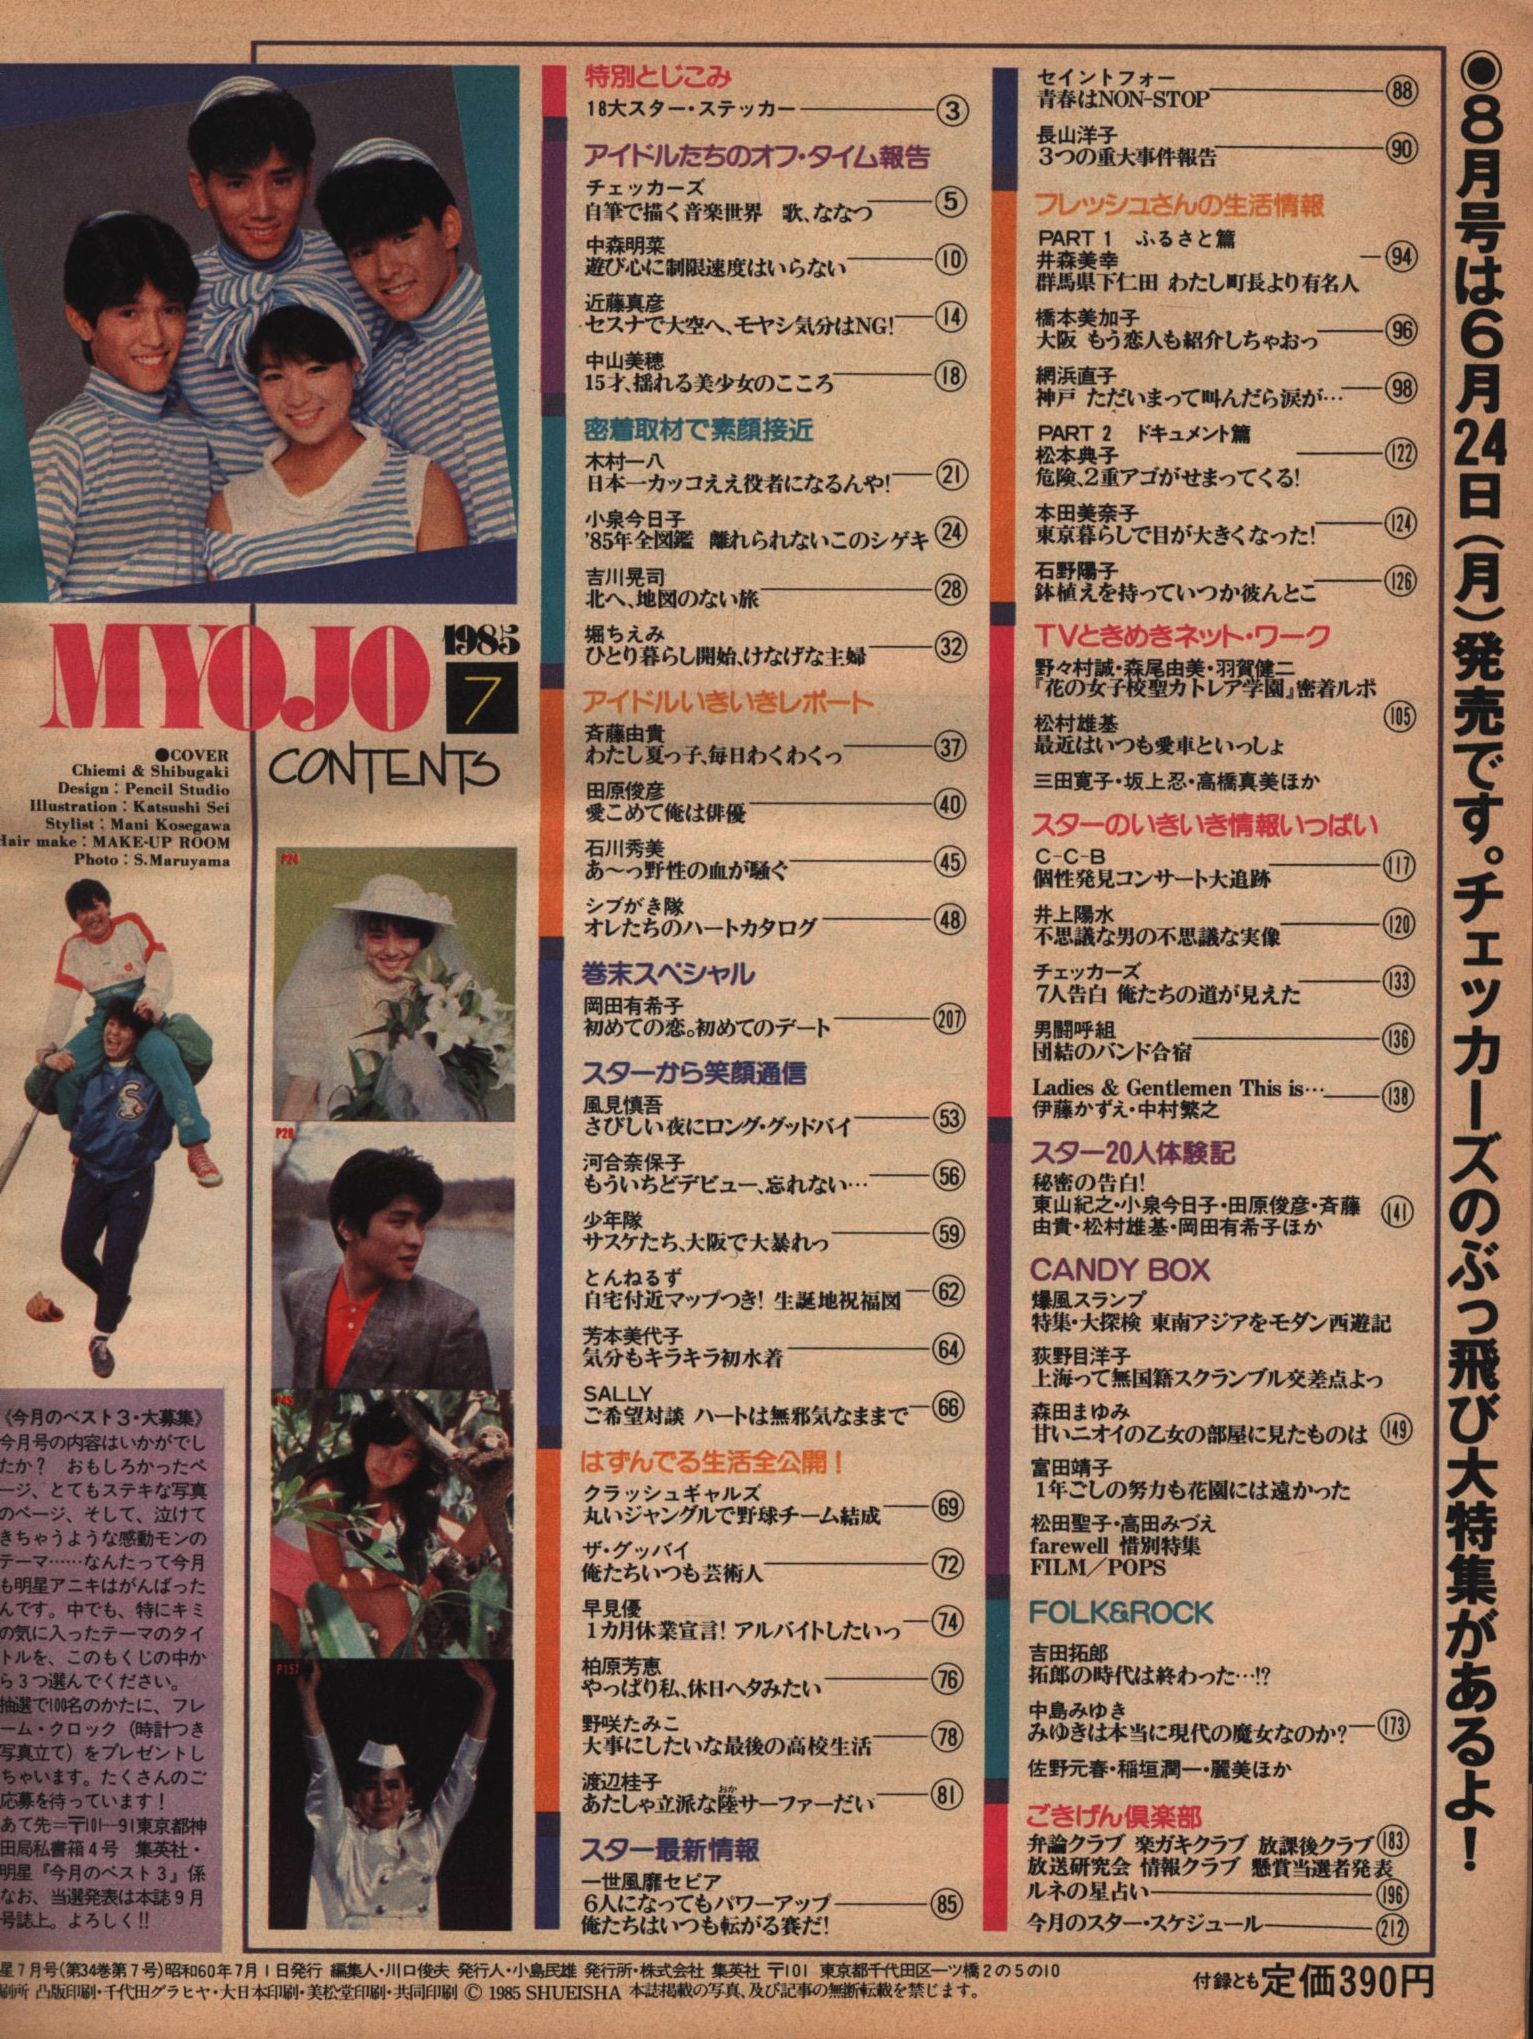 ●8月号は6月24日(月)発売です。チェッカーズのぶっ飛び大特集があるよ!
MYOJO
1985
7
CONTENTS
●COVER
Chiemi & Shibugaki
Design:Pencil Studio
Illustration:Katsushi Sei
Stylist:Mani Kosegawa
Hair make:MAKE-UP ROOM
Photo:S.Maruyama
P24
P28
P45
P157
《今月のベスト3・大募集》
今月号の内容はいかがでし
たか? おもしろかったペ
ージ、とてもステキな写真
のページ、そして、泣けて
きちゃうような感動モンの
テーマ……なんたって今月
も明星アニキはがんばった
んです。中でも、特にキミ
の気に入ったテーマのタイ
トルを、このもくじの中か
ら3つ選んでください。
抽選で100名のかたに、フレ
ーム・クロック(時計つき
写真立て)をプレゼントし
ちゃいます。たくさんのご
応募を待っています!
あて先=〒101-91東京都神
田局私書箱4号 集英社・
明星『今月のベスト3』係
なお、当選発表は本誌9月
号誌上。よろしく!!
特別とじこみ
18大スター・ステッカー ③
アイドルたちのオフ・タイム報告
チェッカーズ
自筆で描く音楽世界 歌、ななつ ⑤
中森明菜
遊び心に制限速度はいらない ⑩
近藤真彦
セスナで大空へ、モヤシ気分はNG! ⑭
中山美穂
15才、揺れる美少女のこころ ⑱
密着取材で素顔接近
木村一八
日本一カッコええ役者になるんや! ㉑
小泉今日子
'85年全図鑑 離れられないこのシゲキ ㉔
吉川晃司
北へ、地図のない旅 ㉘
堀ちえみ
ひとり暮らし開始、けなげな主婦 ㉜
アイドルいきいきレポート
斉藤由貴
わたし夏っ子、毎日わくわくっ ㊲
田原俊彦
愛こめて俺は俳優 ㊵
石川秀美
あ〜っ野性の血が騒ぐ ㊺
シブがき隊
オレたちのハートカタログ ㊽
巻末スペシャル
岡田有希子
初めての恋。初めてのデート 207
スターから笑顔通信
風見慎吾
さびしい夜にロング・グッドバイ 53
河合奈保子
もういちどデビュー、忘れない… 56
少年隊
サスケたち、大阪で大暴れっ 59
とんねるず
自宅付近マップつき! 生誕地祝福図 62
芳本美代子
気分もキラキラ初水着 64
SALLY
ご希望対談 ハートは無邪気なままで 66
はずんでる生活全公開!
クラッシュギャルズ
丸いジャングルで野球チーム結成 69
ザ・グッバイ
俺たちいつも芸術人 72
早見優
1カ月休業宣言! アルバイトしたいっ 74
柏原芳恵
やっぱり私、休日ヘタみたい 76
野咲たみこ
大事にしたいな最後の高校生活 78
渡辺桂子
あたしゃ立派な陸サーファーだい 81
おか
スター最新情報
一世風靡セピア
6人になってもパワーアップ 85
俺たちはいつも転がる賽だ!
セイントフォー
青春はNON-STOP 88
長山洋子
3つの重大事件報告 90
フレッシュさんの生活情報
PART 1 ふるさと篇
井森美幸 94
群馬県下仁田 わたし町長より有名人
橋本美加子
大阪 もう恋人も紹介しちゃおっ 96
網浜直子
神戸 ただいまって叫んだら涙が… 98
PART 2 ドキュメント篇
松本典子 122
危険、2重アゴがせまってくる!
本田美奈子
東京暮らしで目が大きくなった! 124
石野陽子
鉢植えを持っていつか彼んとこ 126
TVときめきネット・ワーク
野々村誠・森尾由美・羽賀健二
『花の女子校聖カトレア学園』密着ルポ
松村雄基 105
最近はいつも愛車といっしょ
三田寛子・坂上忍・高橋真美ほか
スターのいきいき情報いっぱい
C-C-B
個性発見コンサート大追跡 117
井上陽水
不思議な男の不思議な実像 120
チェッカーズ
7人告白 俺たちの道が見えた 133
男闘呼組
団結のバンド合宿 136
Ladies & Gentlemen This is… 138
伊藤かずえ・中村繁之
スター20人体験記
秘密の告白!
東山紀之・小泉今日子・田原俊彦・斉藤 141
由貴・松村雄基・岡田有希子ほか
CANDY BOX
爆風スランプ
特集・大探検 東南アジアをモダン西遊記
荻野目洋子
上海って無国籍スクランブル交差点よっ
森田まゆみ
甘いニオイの乙女の部屋に見たものは 149
富田靖子
1年ごしの努力も花園には遠かった
松田聖子・高田みづえ
farewell 惜別特集
FILM/POPS
FOLK&ROCK
吉田拓郎
拓郎の時代は終わった…!?
中島みゆき
みゆきは本当に現代の魔女なのか? 173
佐野元春・稲垣潤一・麗美ほか
ごきげん倶楽部
弁論クラブ 楽ガキクラブ 放課後クラブ 183
放送研究会 情報クラブ 懸賞当選者発表
ルネの星占い 196
今月のスター・スケジュール 212
星7月号(第34巻第7号)昭和60年7月1日発行 編集人・川口俊夫 発行人・小島民雄 発行所・株式会社 集英社 〒101 東京都千代田区一ツ橋2の5の10
刷所 凸版印刷・千代田グラビヤ・大日本印刷・美松堂印刷・共同印刷 © 1985 SHUEISHA 本誌掲載の写真、及び記事の無断転載を禁じます。
付録とも定価390円